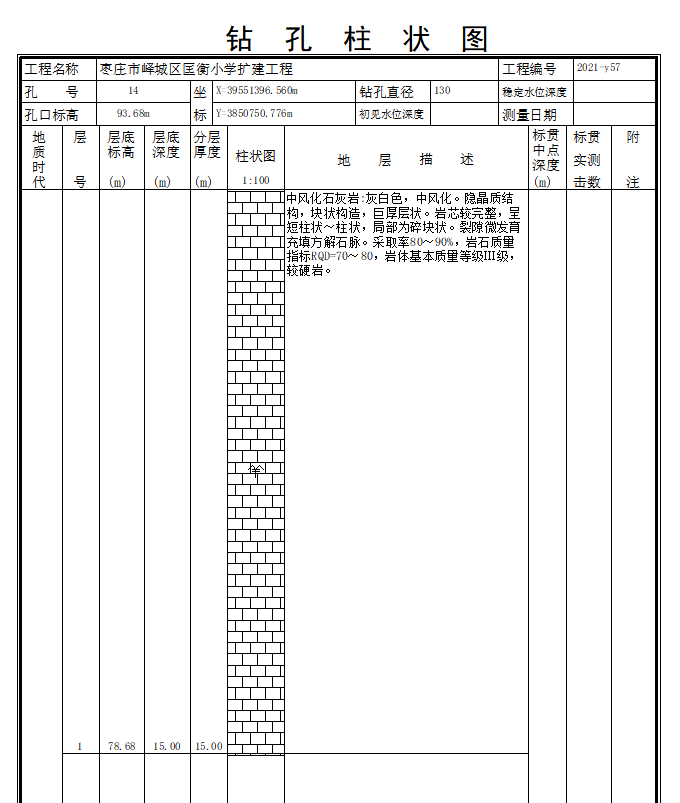 钻 孔 柱 状 图
工程名称 枣庄市峄城区匡衡小学扩建工程 工程编号 2021-y57
孔 号 14 坐 X=39551396.560m 钻孔直径 130 稳定水位深度
孔口标高 93.68m 标 Y=3850750.776m 初见水位深度 测量日期
地质时代 层号 层底标高(m) 层底深度(m) 分层厚度(m) 柱状图 1:100 地 层 描 述 标贯中点深度(m) 标贯实测击数 附注
中风化石灰岩:灰白色，中风化。隐晶质结
构，块状构造，巨厚层状。岩芯较完整，呈
短柱状～柱状，局部为碎块状。裂隙微发育
充填方解石脉。采取率80～90%，岩石质量
指标RQD=70～80，岩体基本质量等级III级，
较硬岩。
1 78.68 15.00 15.00